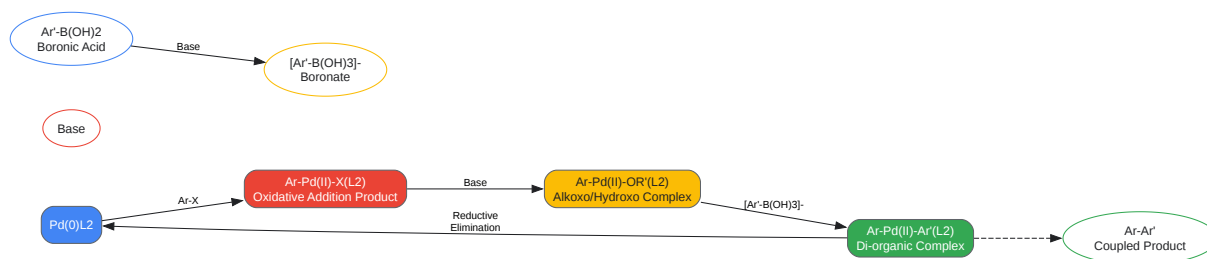 Ar'-B(OH)2
Boronic Acid
Base
[Ar'-B(OH)3]-
Boronate
Base
Ar-Pd(II)-X(L2)
Oxidative Addition Product
Base
Ar-Pd(II)-OR'(L2)
Alkoxo/Hydroxo Complex
Ar-X
[Ar'-B(OH)3]-
Pd(0)L2
Reductive
Elimination
Ar-Pd(II)-Ar'(L2)
Di-organic Complex
Ar-Ar'
Coupled Product